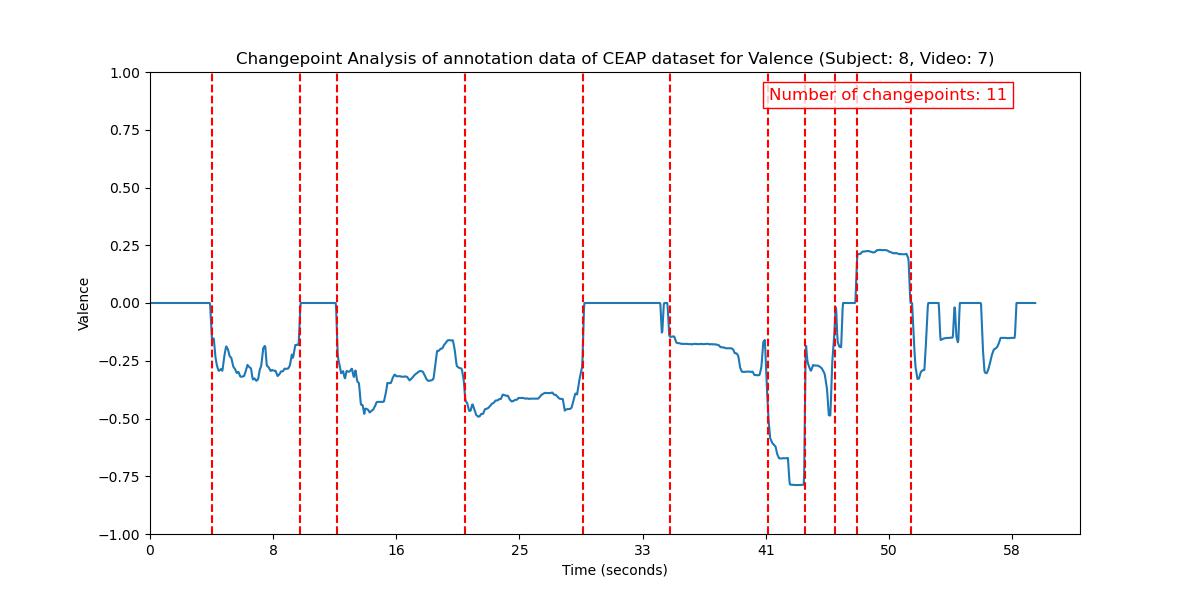 Changepoint Analysis of annotation data of CEAP dataset for Valence (Subject: 8, Video: 7)
Number of changepoints: 11
1.00
0.75
0.50
0.25
0.00
−0.25
−0.50
−0.75
−1.00
Valence
0 8 16 25 33 41 50 58
Time (seconds)